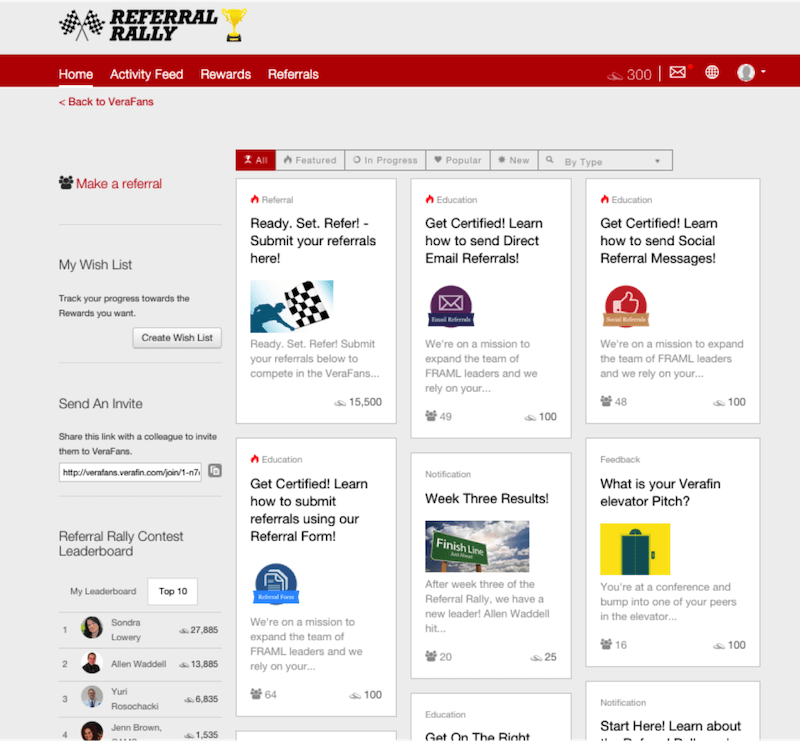 REFERRAL
RALLY
Home Activity Feed Rewards Referrals 300
< Back to VeraFans
All Featured In Progress Popular New By Type
Make a referral
My Wish List
Track your progress towards the
Rewards you want.
Create Wish List
Send An Invite
Share this link with a colleague to invite
them to VeraFans.
http://verafans.verafin.com/join/1-n7
Referral Rally Contest
Leaderboard
My Leaderboard Top 10
1 Sondra
Lowery 27,885
2 Allen Waddell 13,885
3 Yuri
Rosochacki 6,835
4 Jenn Brown, 1,535
Referral
Ready. Set. Refer! -
Submit your referrals
here!
Ready. Set. Refer! Submit
your referrals below to
compete in the VeraFans...
15,500
Education
Get Certified! Learn
how to send Direct
Email Referrals!
Email Referrals
We're on a mission to
expand the team of
FRAML leaders and we
rely on your...
49 100
Education
Get Certified! Learn
how to send Social
Referral Messages!
Social Referrals
We're on a mission to
expand the team of
FRAML leaders and we
rely on your...
48 100
Education
Get Certified! Learn
how to submit
referrals using our
Referral Form!
Referral Form
We're on a mission to
expand the team of
FRAML leaders and we
rely on your...
64 100
Notification
Week Three Results!
Finish Line
Just Ahead
After week three of the
Referral Rally, we have a
new leader! Allen Waddell
hit...
20 25
Feedback
What is your Verafin
elevator Pitch?
You're at a conference and
bump into one of your peers
in the elevator...
16 100
Education
Get On The Right
Notification
Start Here! Learn about